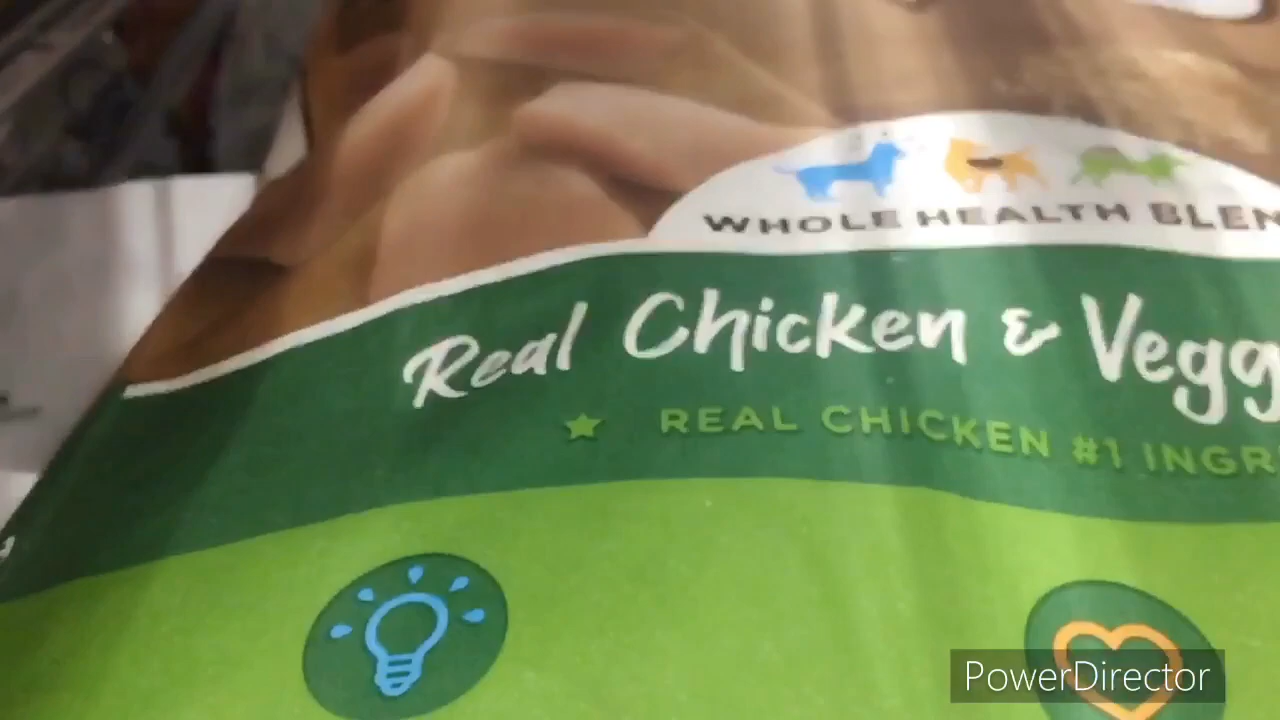 WHOLE HEALTH BLEN
Real Chicken & Vegg
REAL CHICKEN #1 INGR
PowerDirector